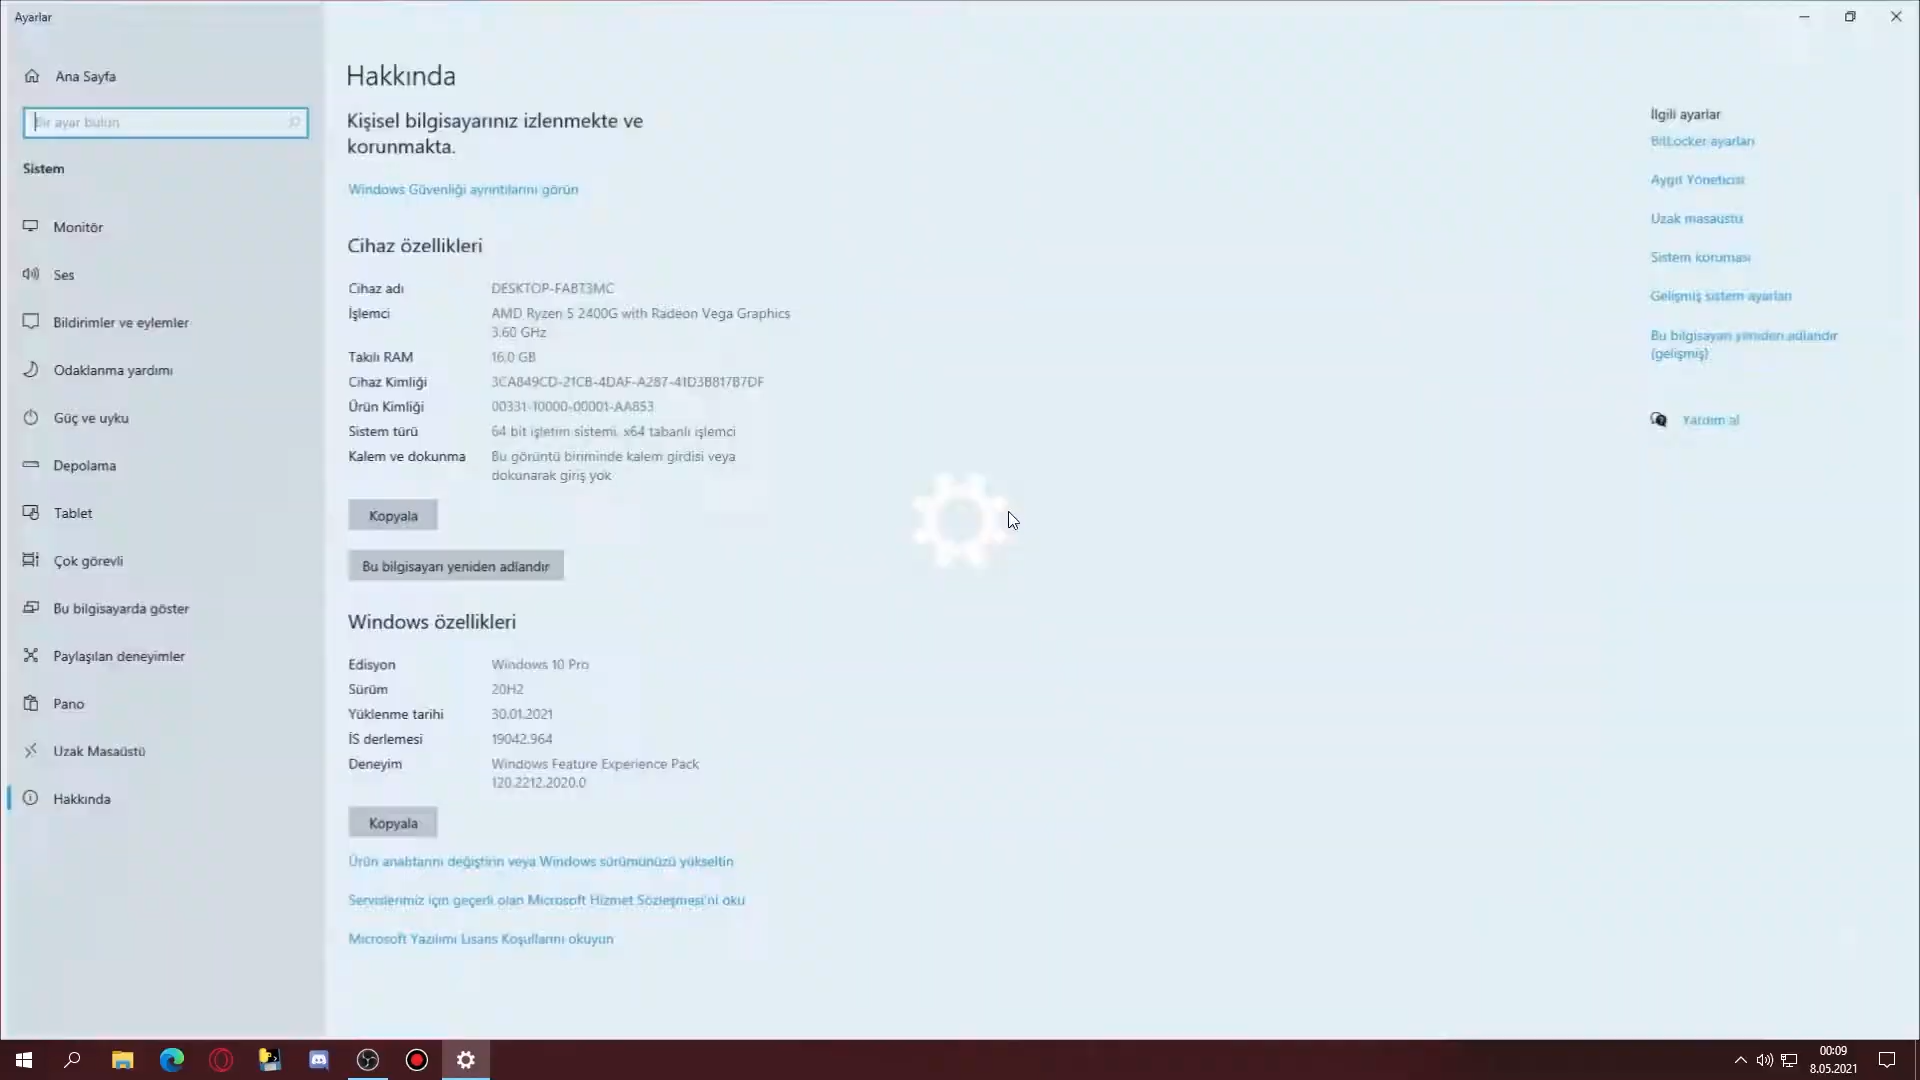 Ayarlar
Ana Sayfa
Bir ayar bulun
Sistem
Monitör
Ses
Bildirimler ve eylemler
Odaklanma yardımı
Güç ve uyku
Depolama
Tablet
Çok görevli
Bu bilgisayarda göster
Paylaşılan deneyimler
Pano
Uzak Masaüstü
Hakkında
Hakkında
Kişisel bilgisayarınız izlenmekte ve
korunmakta.
Windows Güvenliği ayrıntılarını görün
Cihaz özellikleri
Cihaz adı DESKTOP-FABT3MC
İşlemci AMD Ryzen 5 2400G with Radeon Vega Graphics
3.60 GHz
Takılı RAM 16,0 GB
Cihaz Kimliği 3CA849CD-21CB-4DAF-A287-41D3B817B7DF
Ürün Kimliği 00331-10000-00001-AA853
Sistem türü 64 bit işletim sistemi, x64 tabanlı işlemci
Kalem ve dokunma Bu görüntü biriminde kalem girdisi veya
dokunarak giriş yok
Kopyala
Bu bilgisayarı yeniden adlandır
Windows özellikleri
Edisyon Windows 10 Pro
Sürüm 20H2
Yüklenme tarihi 30.01.2021
İS derlemesi 19042.964
Deneyim Windows Feature Experience Pack
120.2212.2020.0
Kopyala
Ürün anahtarını değiştirin veya Windows sürümünüzü yükseltin
Servislerimiz için geçerli olan Microsoft Hizmet Sözleşmesi'ni oku
Microsoft Yazılımı Lisans Koşullarını okuyun
İlgili ayarlar
BitLocker ayarları
Aygıt Yöneticisi
Uzak masaüstü
Sistem koruması
Gelişmiş sistem ayarları
Bu bilgisayarı yeniden adlandır
(gelişmiş)
Yardım al
00:09
8.05.2021